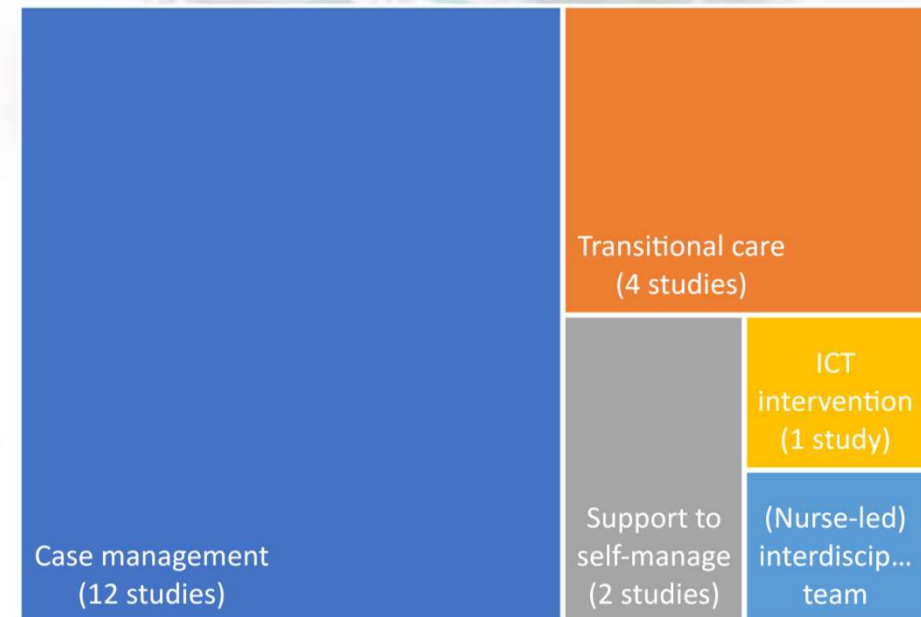 Transitional care
(4 studies)
ICT
intervention
(1 study)
Case management
(12 studies)
Support to
self-manage
(2 studies)
(Nurse-led)
interdiscip...
team